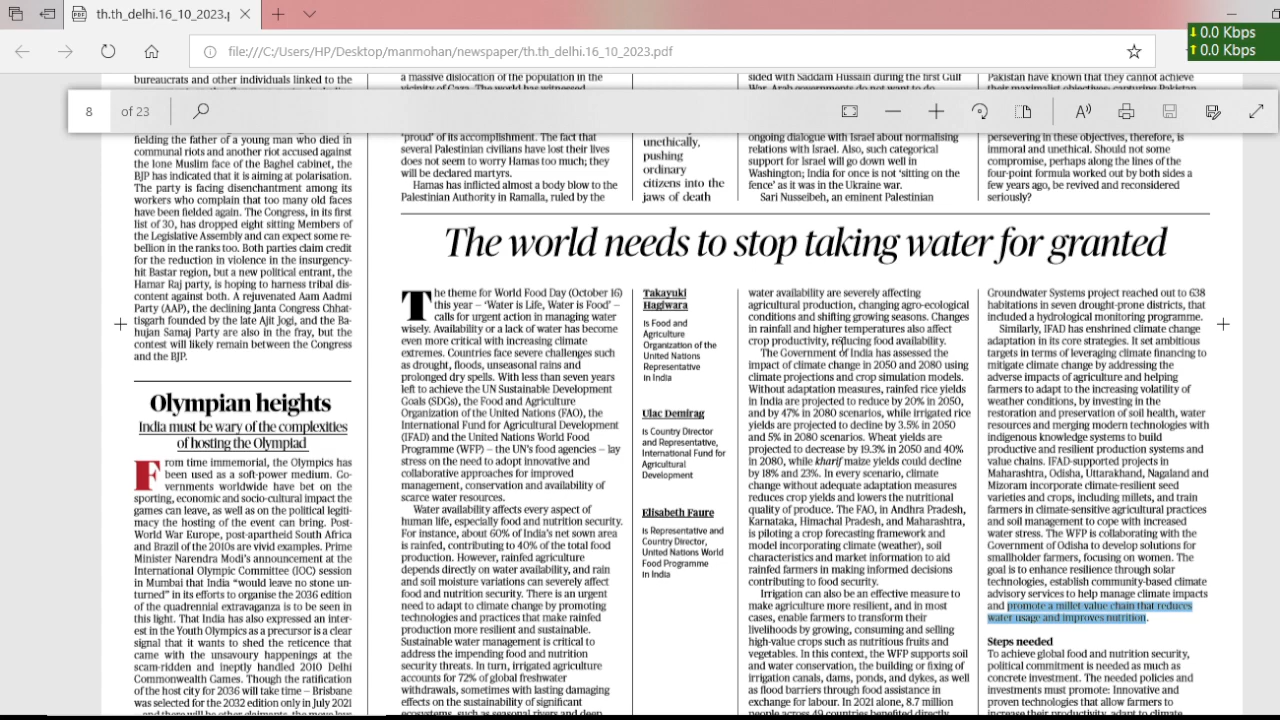 th.th_delhi.16_10_2023.p
0.0 Kbps
0.0 Kbps
file:///C:/Users/HP/Desktop/manmohan/newspaper/th.th_delhi.16_10_2023.pdf
8 of 23
bureaucrats and other individuals linked to the
fielding the father of a young man who died in
communal riots and another riot accused against
the lone Muslim face of the Baghel cabinet, the
BJP has indicated that it is aiming at polarisation.
The party is facing disenchantment among its
workers who complain that too many old faces
have been fielded again. The Congress, in its first
list of 30, has dropped eight sitting Members of
the Legislative Assembly and can expect some re-
bellion in the ranks too. Both parties claim credit
for the reduction in violence in the insurgency-
hit Bastar region, but a new political entrant, the
Hamar Raj party, is hoping to harness tribal dis-
content against both. A rejuvenated Aam Aadmi
Party (AAP), the declining Janta Congress Chhat-
tisgarh founded by the late Ajit Jogi, and the Ba-
hujan Samaj Party are also in the fray, but the
contest will likely remain between the Congress
and the BJP.
Olympian heights
India must be wary of the complexities
of hosting the Olympiad
From time immemorial, the Olympics has
been used as a soft-power medium. Go-
vernments worldwide have bet on the
sporting, economic and socio-cultural impact the
games can leave, as well as on the political legiti-
macy the hosting of the event can bring. Post-
World War Europe, post-apartheid South Africa
and Brazil of the 2010s are vivid examples. Prime
Minister Narendra Modi's announcement at the
International Olympic Committee (IOC) session
in Mumbai that India “would leave no stone un-
turned” in its efforts to organise the 2036 edition
of the quadrennial extravaganza is to be seen in
this light. That India has also expressed an inter-
est in the Youth Olympics as a precursor is a clear
signal that it wants to shed the reticence that
came with the unsavoury happenings at the
scam-ridden and ineptly handled 2010 Delhi
Commonwealth Games. Though the ratification
of the host city for 2036 will take time – Brisbane
was selected for the 2032 edition only in July 2021
a massive dislocation of the population in the
'proud' of its accomplishment. The fact that
several Palestinian civilians have lost their lives
does not seem to worry Hamas too much; they
will be declared martyrs.
Hamas has inflicted almost a body blow to the
Palestinian Authority in Ramalla, ruled by the
unethically,
pushing
ordinary
citizens into the
jaws of death
sided with Saddam Hussain during the first Gulf
ongoing dialogue with Israel about normalising
relations with Israel. Also, such categorical
support for Israel will go down well in
Washington; India for once is not 'sitting on the
fence' as it was in the Ukraine war.
Sari Nusseibeh, an eminent Palestinian
Pakistan have known that they cannot achieve
persevering in these objectives, therefore, is
immoral and unethical. Should not some
compromise, perhaps along the lines of the
four-point formula worked out by both sides a
few years ago, be revived and reconsidered
seriously?
The world needs to stop taking water for granted
The theme for World Food Day (October 16)
this year – 'Water is Life, Water is Food' –
calls for urgent action in managing water
wisely. Availability or a lack of water has become
even more critical with increasing climate
extremes. Countries face severe challenges such
as drought, floods, unseasonal rains and
prolonged dry spells. With less than seven years
left to achieve the UN Sustainable Development
Goals (SDGs), the Food and Agriculture
Organization of the United Nations (FAO), the
International Fund for Agricultural Development
(IFAD) and the United Nations World Food
Programme (WFP) – the UN's food agencies – lay
stress on the need to adopt innovative and
collaborative approaches for improved
management, conservation and availability of
scarce water resources.
Water availability affects every aspect of
human life, especially food and nutrition security.
For instance, about 60% of India's net sown area
is rainfed, contributing to 40% of the total food
production. However, rainfed agriculture
depends directly on water availability, and rain
and soil moisture variations can severely affect
food and nutrition security. There is an urgent
need to adapt to climate change by promoting
technologies and practices that make rainfed
production more resilient and sustainable.
Sustainable water management is critical to
address the impending food and nutrition
security threats. In turn, irrigated agriculture
accounts for 72% of global freshwater
withdrawals, sometimes with lasting damaging
effects on the sustainability of significant
ecosystems, such as seasonal rivers and deep
Takayuki
Hagiwara
is Food and
Agriculture
Organization of the
United Nations
Representative
in India
Ulac Demirag
is Country Director
and Representative,
International Fund for
Agricultural
Development
Elisabeth Faure
is Representative and
Country Director,
United Nations World
Food Programme
in India
water availability are severely affecting
agricultural production, changing agro-ecological
conditions and shifting growing seasons. Changes
in rainfall and higher temperatures also affect
crop productivity, reducing food availability.
The Government of India has assessed the
impact of climate change in 2050 and 2080 using
climate projections and crop simulation models.
Without adaptation measures, rainfed rice yields
in India are projected to reduce by 20% in 2050,
and by 47% in 2080 scenarios, while irrigated rice
yields are projected to decline by 3.5% in 2050
and 5% in 2080 scenarios. Wheat yields are
projected to decrease by 19.3% in 2050 and 40%
in 2080, while kharif maize yields could decline
by 18% and 23%. In every scenario, climate
change without adequate adaptation measures
reduces crop yields and lowers the nutritional
quality of produce. The FAO, in Andhra Pradesh,
Karnataka, Himachal Pradesh, and Maharashtra,
is piloting a crop forecasting framework and
model incorporating climate (weather), soil
characteristics and market information to aid
rainfed farmers in making informed decisions
contributing to food security.
Irrigation can also be an effective measure to
make agriculture more resilient, and in most
cases, enable farmers to transform their
livelihoods by growing, consuming and selling
high-value crops such as nutritious fruits and
vegetables. In this context, the WFP supports soil
and water conservation, the building or fixing of
irrigation canals, dams, ponds, and dykes, as well
as flood barriers through food assistance in
exchange for labour. In 2021 alone, 8.7 million
people across 49 countries benefited directly
Groundwater Systems project reached out to 638
habitations in seven drought-prone districts, that
included a hydrological monitoring programme.
Similarly, IFAD has enshrined climate change
adaptation in its core strategies. It set ambitious
targets in terms of leveraging climate financing to
mitigate climate change by addressing the
adverse impacts of agriculture and helping
farmers to adapt to the increasing volatility of
weather conditions, by investing in the
restoration and preservation of soil health, water
resources and merging modern technologies with
indigenous knowledge systems to build
productive and resilient production systems and
value chains. IFAD-supported projects in
Maharashtra, Odisha, Uttarakhand, Nagaland and
Mizoram incorporate climate-resilient seed
varieties and crops, including millets, and train
farmers in climate-sensitive agricultural practices
and soil management to cope with increased
water stress. The WFP is collaborating with the
Government of Odisha to develop solutions for
smallholder farmers, focusing on women. The
goal is to enhance resilience through solar
technologies, establish community-based climate
advisory services to help manage climate impacts
and promote a millet value chain that reduces
water usage and improves nutrition.
Steps needed
To achieve global food and nutrition security,
political commitment is needed as much as
concrete investment. The needed policies and
investments must promote: Innovative and
proven technologies that allow farmers to